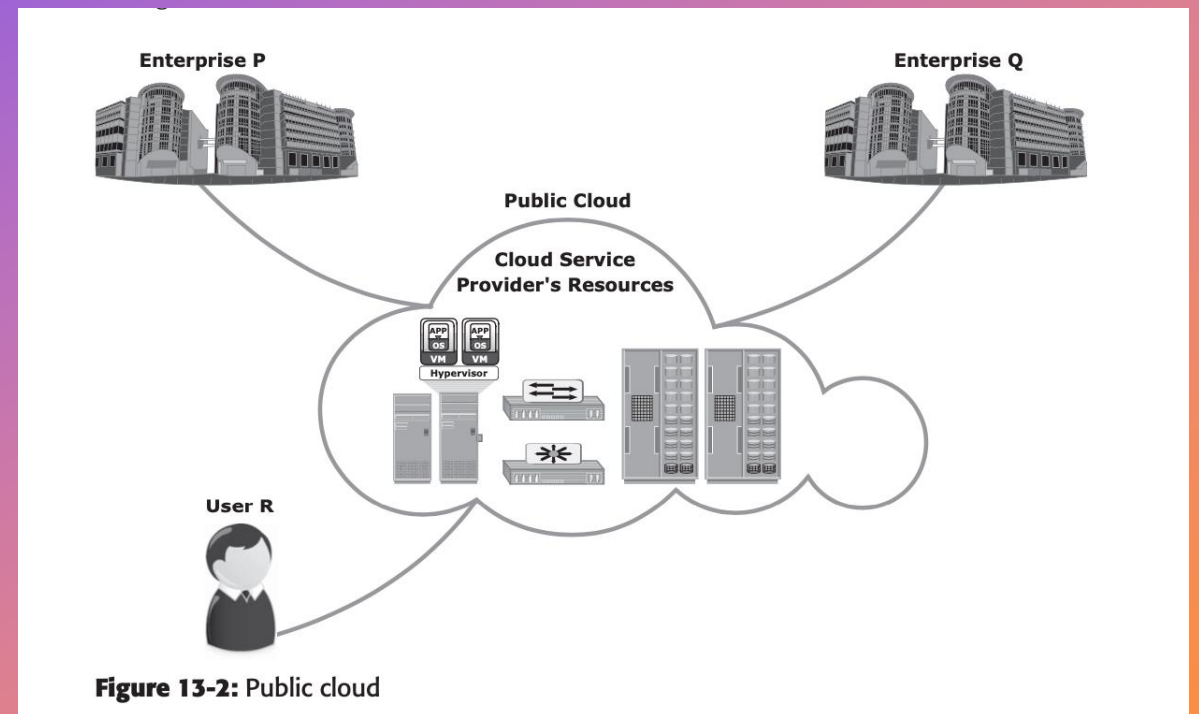 Enterprise P
Enterprise Q
Public Cloud
Cloud Service
Provider's Resources
APP APP
OS OS
VM VM
Hypervisor
User R
Figure 13-2: Public cloud